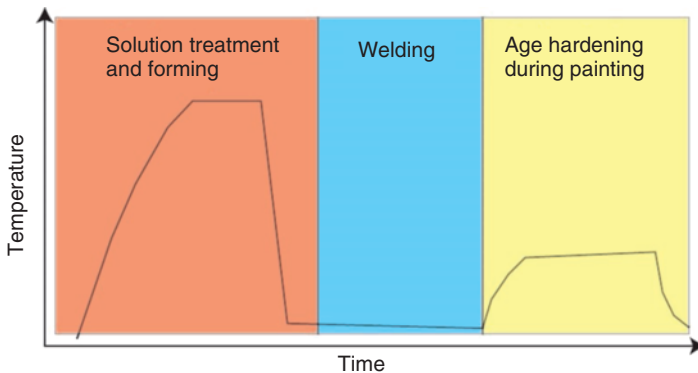 Solution treatment
and forming
Welding
Age hardening
during painting
Temperature
Time